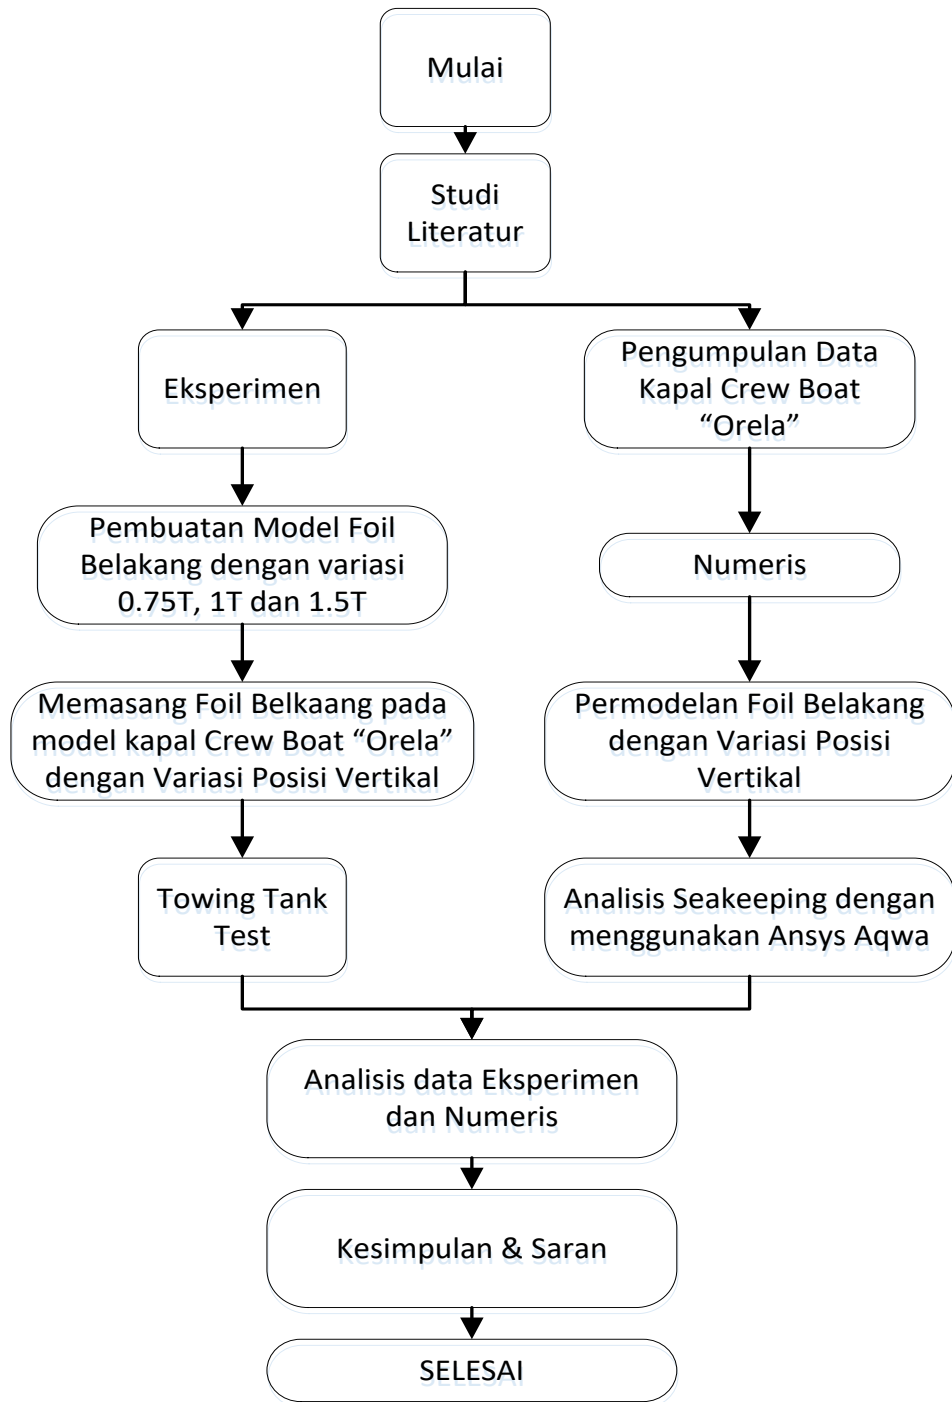 Mulai
Studi
Literatur
Eksperimen
Pengumpulan Data
Kapal Crew Boat
“Orela”
Pembuatan Model Foil
Belakang dengan variasi
0.75T, 1T dan 1.5T
Numeris
Memasang Foil Belkaang pada
model kapal Crew Boat “Orela”
dengan Variasi Posisi Vertikal
Permodelan Foil Belakang
dengan Variasi Posisi
Vertikal
Towing Tank
Test
Analisis Seakeeping dengan
menggunakan Ansys Aqwa
Analisis data Eksperimen
dan Numeris
Kesimpulan & Saran
SELESAI